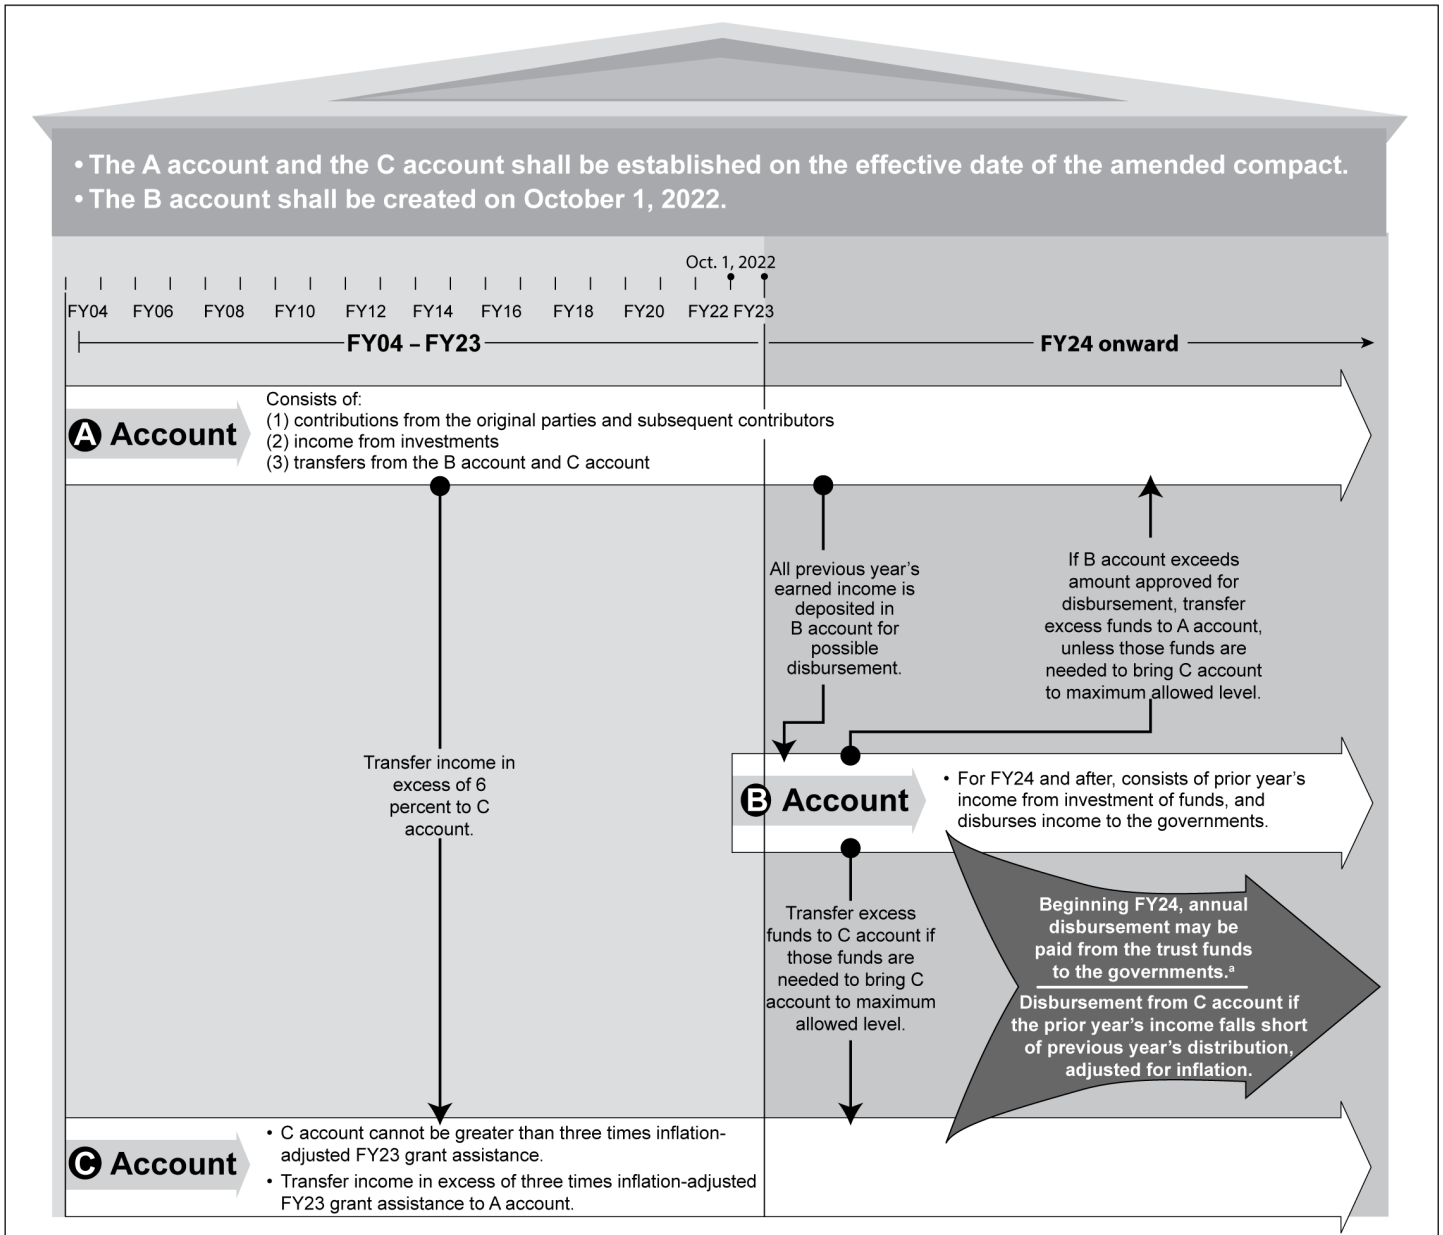 • The A account and the C account shall be established on the effective date of the amended compact.
• The B account shall be created on October 1, 2022.
Oct. 1, 2022
FY04 FY06 FY08 FY10 FY12 FY14 FY16 FY18 FY20 FY22 FY23
FY04 – FY23
FY24 onward
A Account
Consists of:
(1) contributions from the original parties and subsequent contributors
(2) income from investments
(3) transfers from the B account and C account
All previous year's
earned income is
deposited in
B account for
possible
disbursement.
If B account exceeds
amount approved for
disbursement, transfer
excess funds to A account,
unless those funds are
needed to bring C account
to maximum allowed level.
Transfer income in
excess of 6
percent to C
account.
B Account
• For FY24 and after, consists of prior year's
income from investment of funds, and
disburses income to the governments.
Transfer excess
funds to C account if
those funds are
needed to bring C
account to maximum
allowed level.
Beginning FY24, annual
disbursement may be
paid from the trust funds
to the governments.a
Disbursement from C account if
the prior year's income falls short
of previous year's distribution,
adjusted for inflation.
C Account
• C account cannot be greater than three times inflation-
adjusted FY23 grant assistance.
• Transfer income in excess of three times inflation-adjusted
FY23 grant assistance to A account.